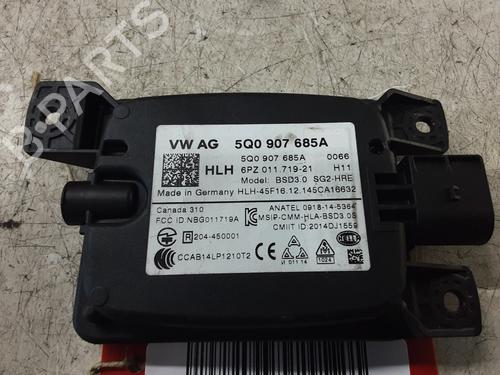 B-PARTS
VW AG 5Q0 907 685A
5Q0 907 685A 0066
HLH 6PZ 011.719-21 H11
Model: BSD3.0 SG2-HRE
Made in Germany HLH-45F16.12.145CA16632
Canada 310
FCC ID:NBG011719A
ANATEL 0918-14-5364
MSIP-CMM-HLA-BSD3.0S
CMIIT ID:2014DJ1559
R 204-450001
CCAB14LP1210T2
HELLA